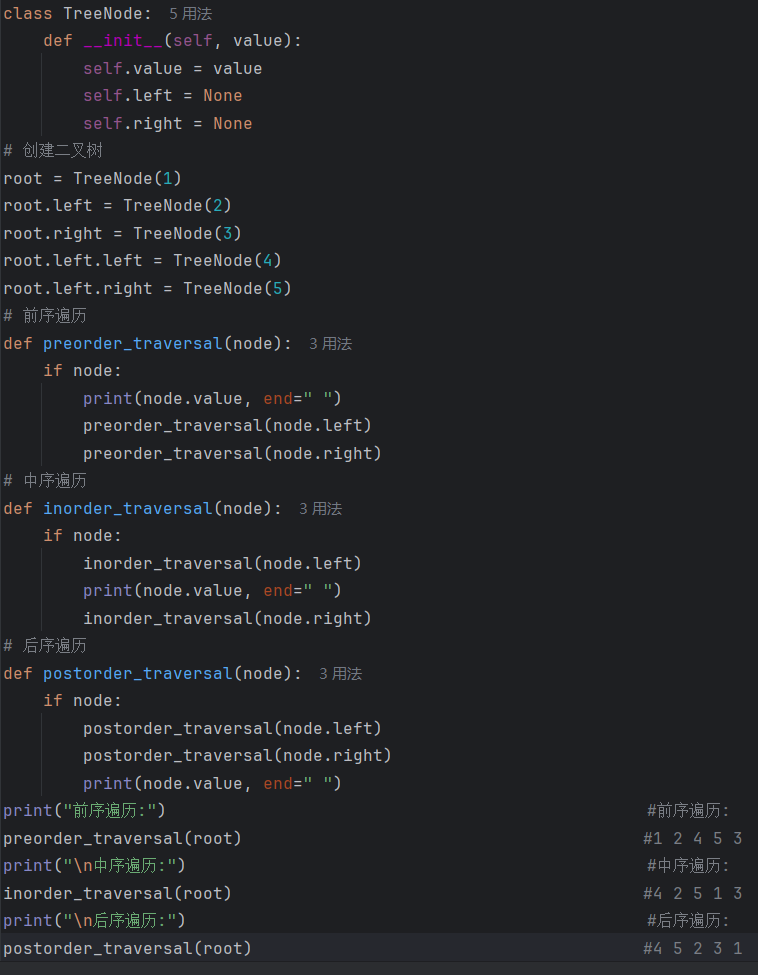 class TreeNode:  5 用法
    def __init__(self, value):
        self.value = value
        self.left = None
        self.right = None
# 创建二叉树
root = TreeNode(1)
root.left = TreeNode(2)
root.right = TreeNode(3)
root.left.left = TreeNode(4)
root.left.right = TreeNode(5)
# 前序遍历
def preorder_traversal(node):  3 用法
    if node:
        print(node.value, end=" ")
        preorder_traversal(node.left)
        preorder_traversal(node.right)
# 中序遍历
def inorder_traversal(node):  3 用法
    if node:
        inorder_traversal(node.left)
        print(node.value, end=" ")
        inorder_traversal(node.right)
# 后序遍历
def postorder_traversal(node):  3 用法
    if node:
        postorder_traversal(node.left)
        postorder_traversal(node.right)
        print(node.value, end=" ")
print("前序遍历:")                                                #前序遍历:
preorder_traversal(root)                                        #1 2 4 5 3
print("\n中序遍历:")                                              #中序遍历:
inorder_traversal(root)                                         #4 2 5 1 3
print("\n后序遍历:")                                              #后序遍历:
postorder_traversal(root)                                       #4 5 2 3 1